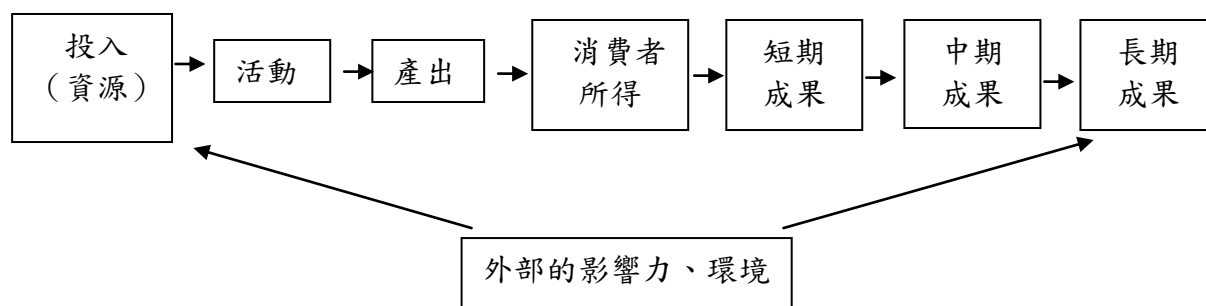 投入
（資源）
活動
產出
消費者
所得
短期
成果
中期
成果
長期
成果
外部的影響力、環境